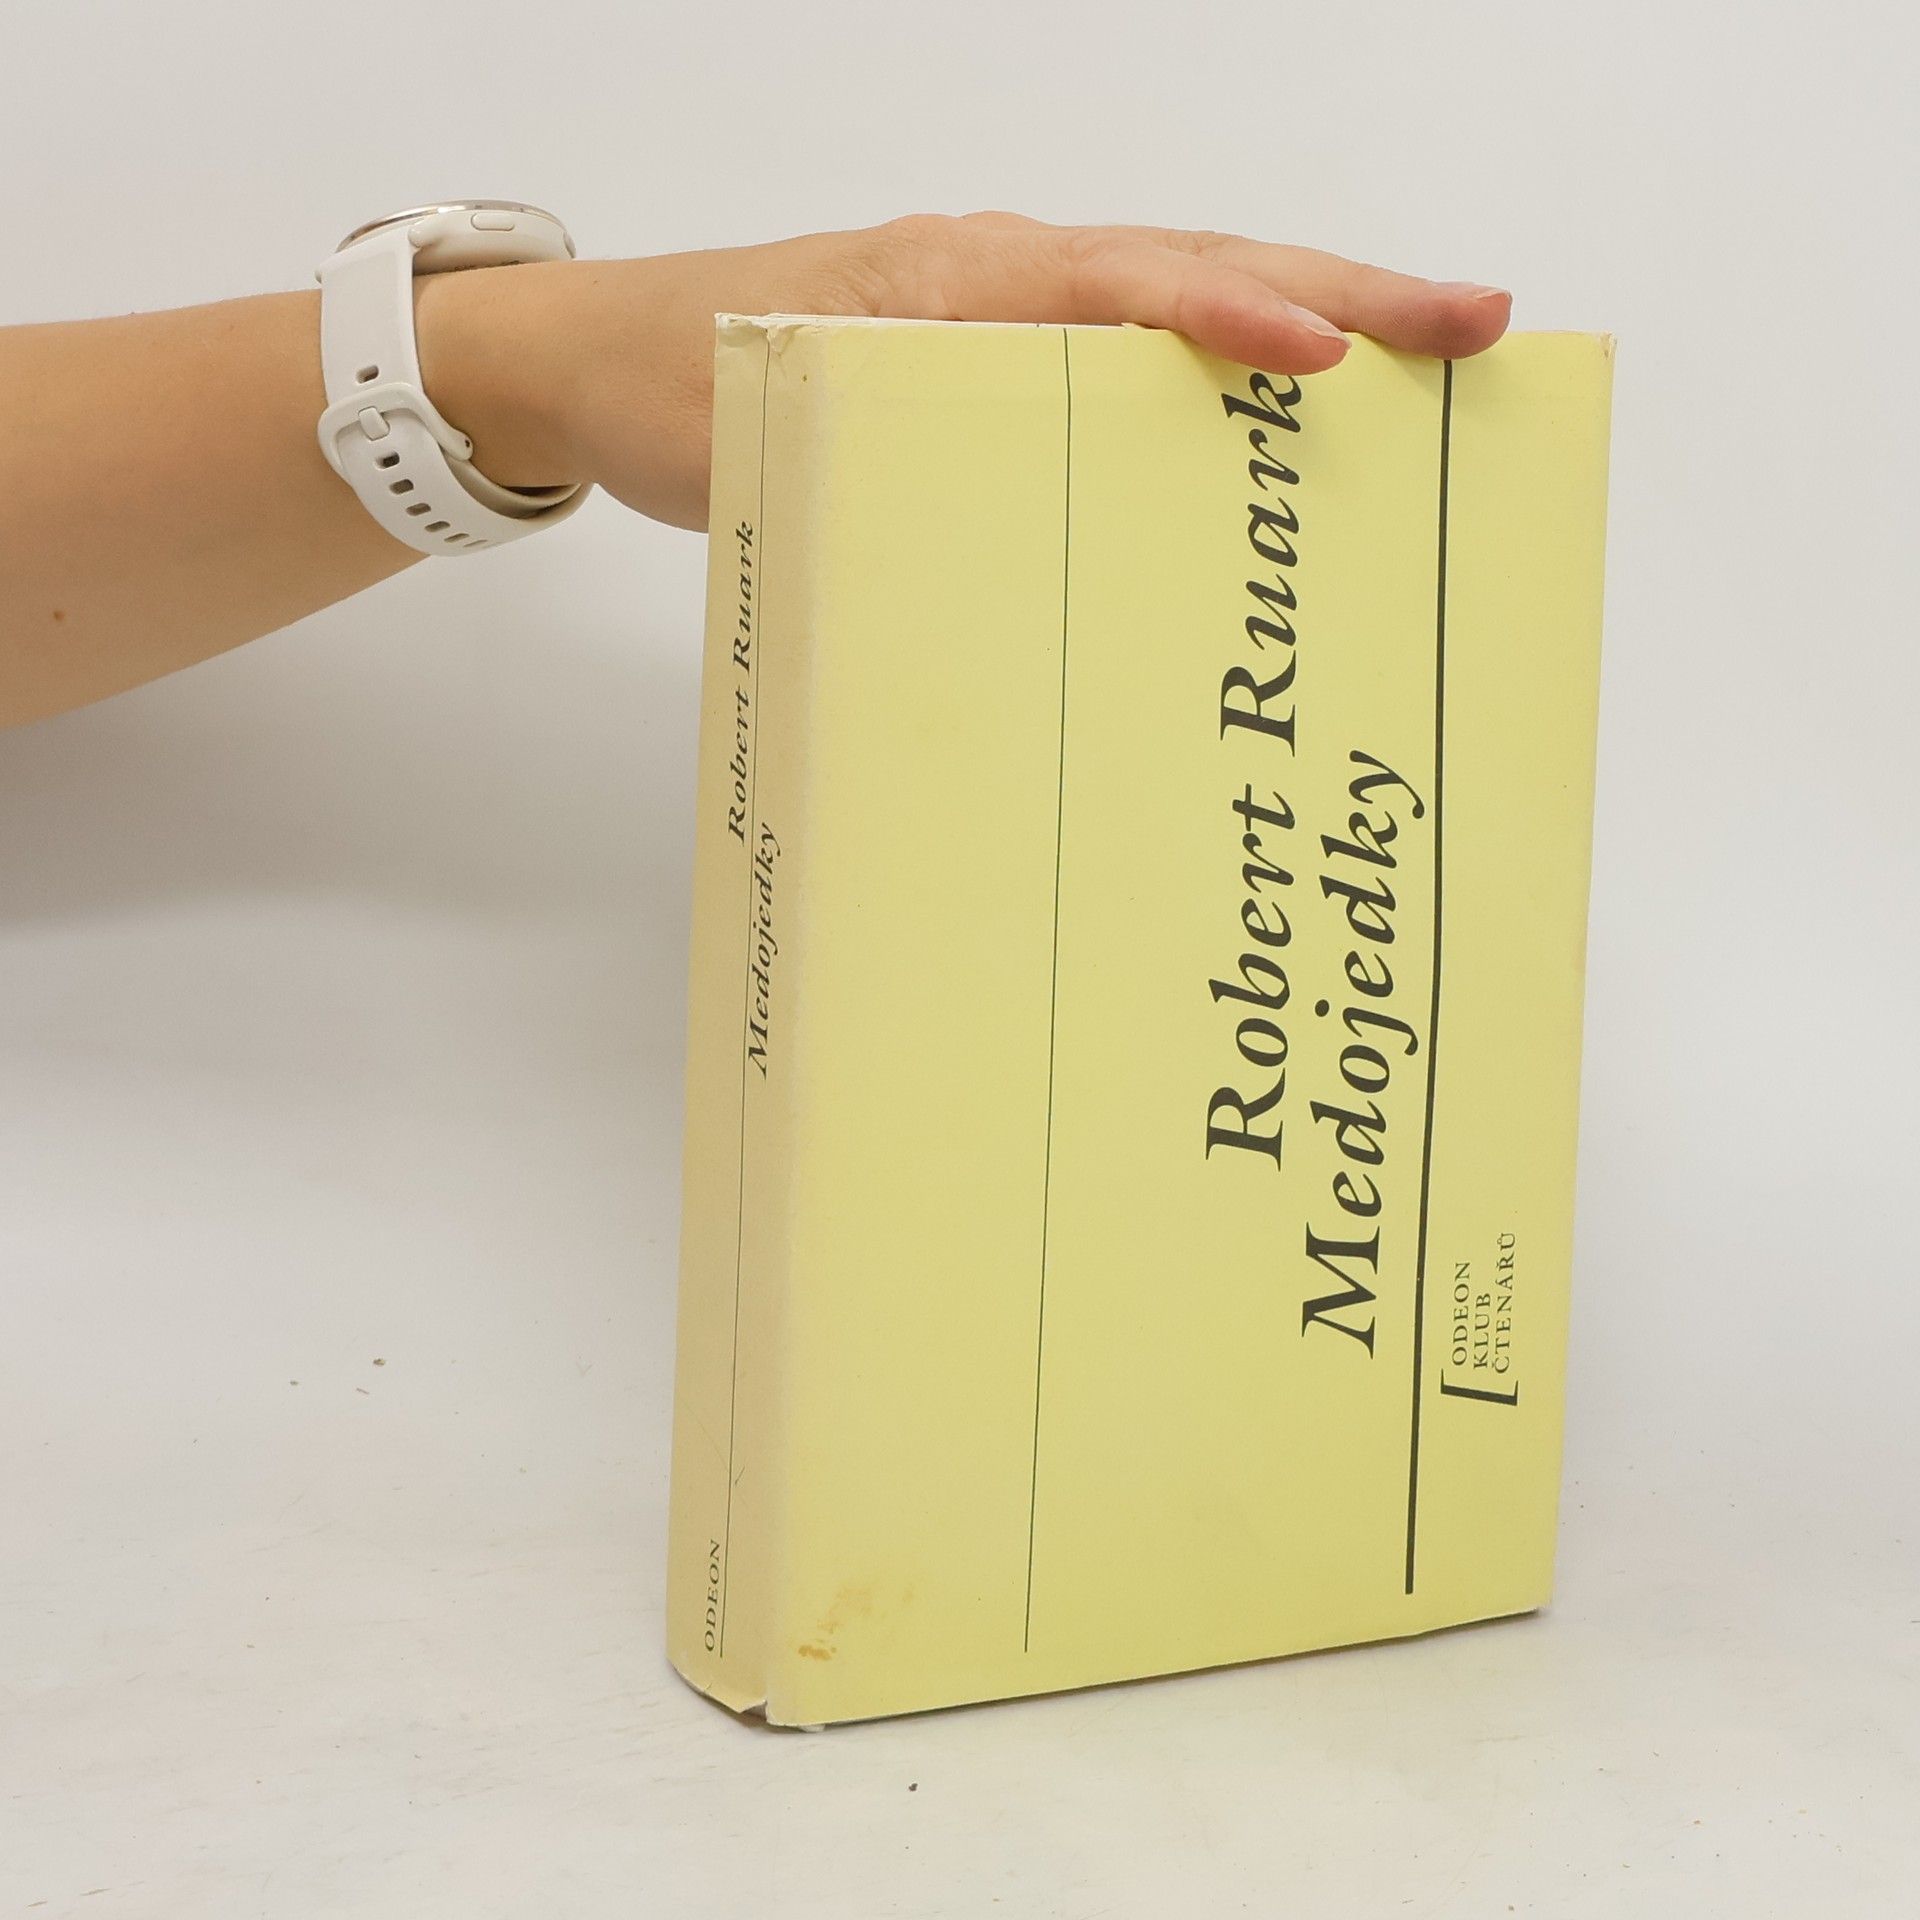 Robert Ruark
Medojedky
ODEON
Robert Ruark
Medojedky
ODEON
KLUB
ČTENÁŘŮ